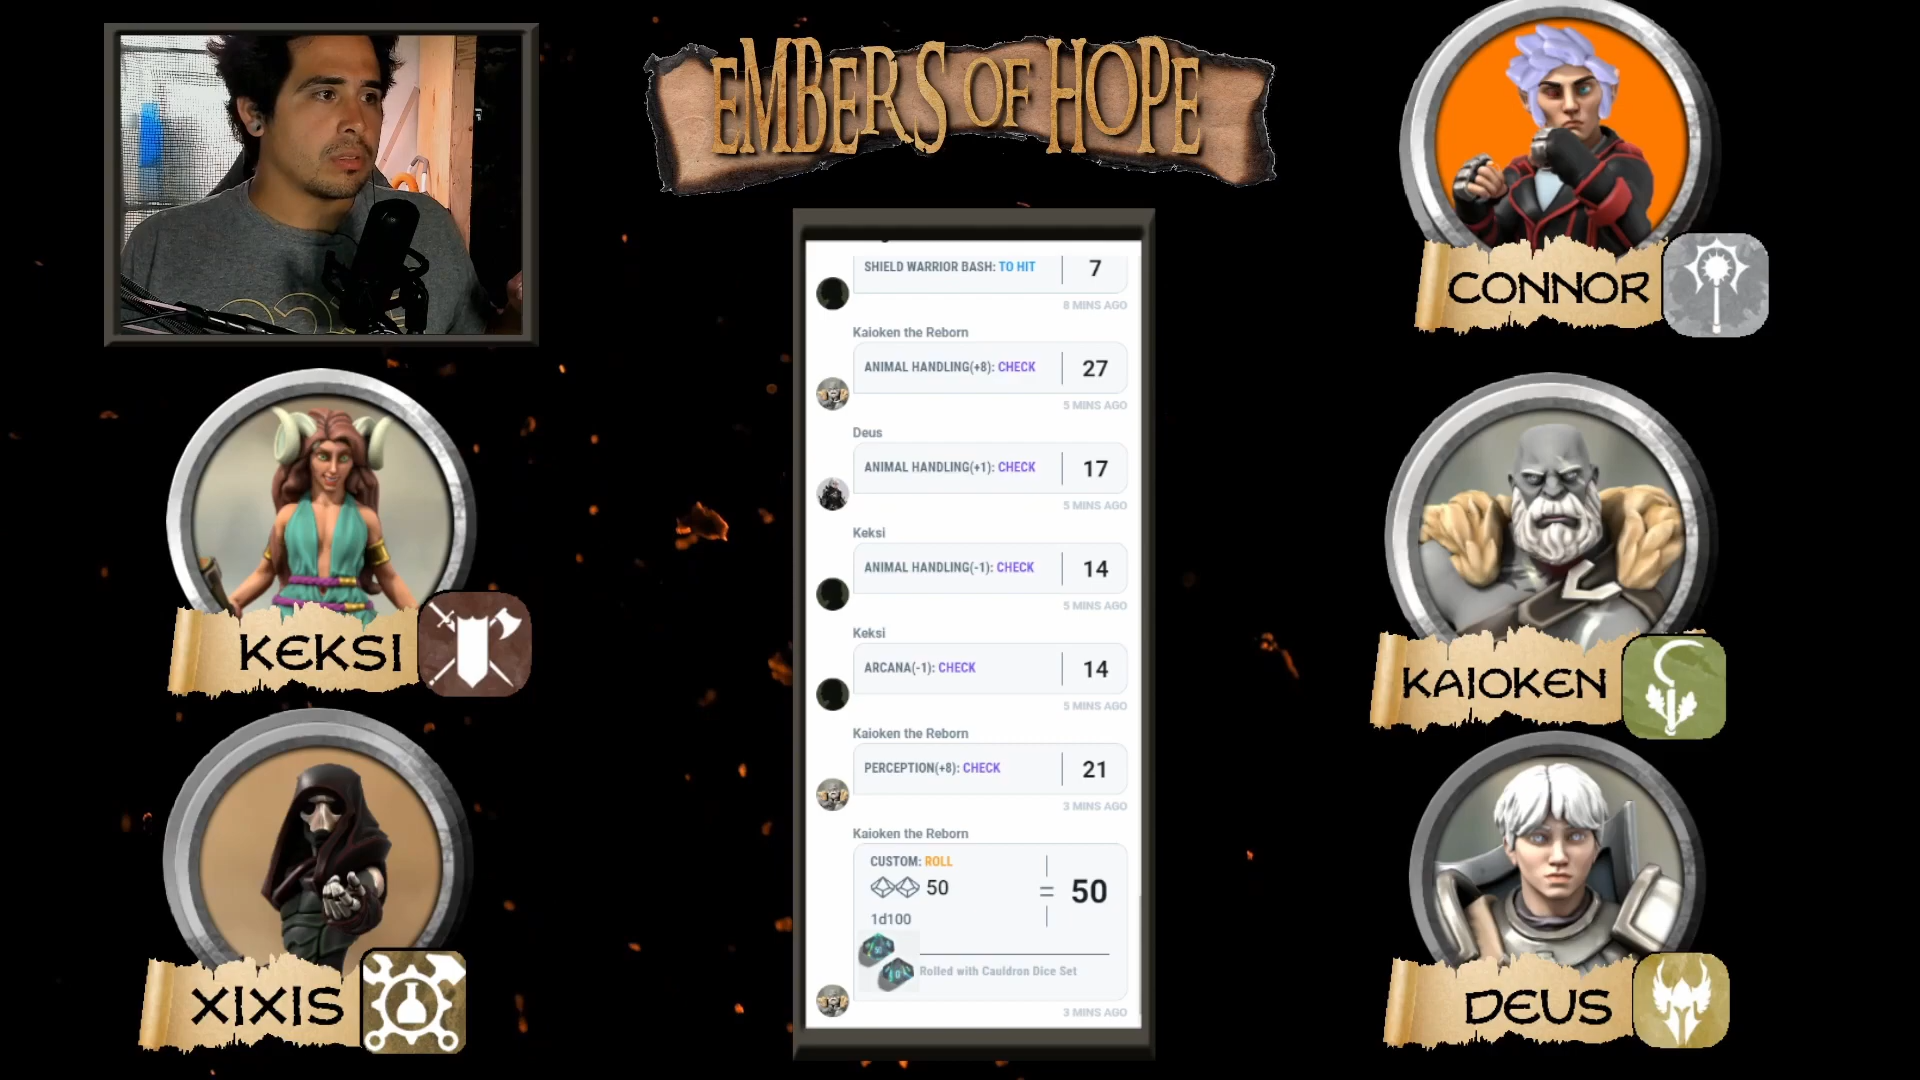 EMBERS OF HOPE
CONNOR
KEKSI
KAIOKEN
XIXIS
DEUS
SHIELD WARRIOR BASH: TO HIT 7
8 MINS AGO
Kaioken the Reborn
ANIMAL HANDLING(+8): CHECK 27
5 MINS AGO
Deus
ANIMAL HANDLING(+1): CHECK 17
5 MINS AGO
Keksi
ANIMAL HANDLING(-1): CHECK 14
5 MINS AGO
Keksi
ARCANA(-1): CHECK 14
5 MINS AGO
Kaioken the Reborn
PERCEPTION(+8): CHECK 21
3 MINS AGO
Kaioken the Reborn
CUSTOM: ROLL
50 = 50
1d100
Rolled with Cauldron Dice Set
3 MINS AGO